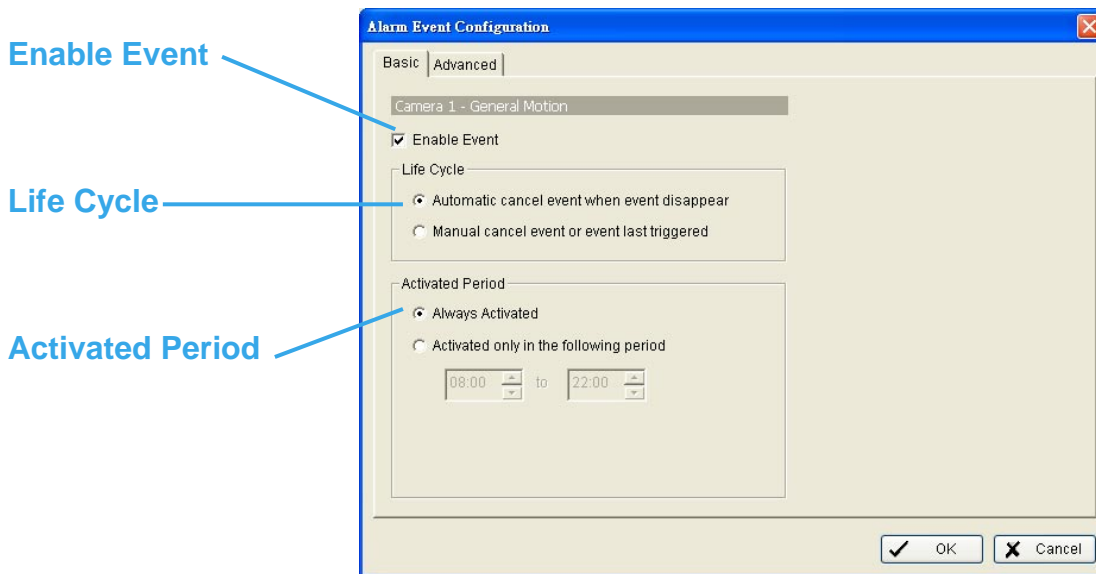 Alarm Event Configuration
Enable Event
Basic Advanced
Camera 1 - General Motion
Enable Event
Life Cycle
Life Cycle
Automatic cancel event when event disappear
Manual cancel event or event last triggered
Activated Period
Always Activated
Activated Period
Activated only in the following period
08:00 to 22:00
OK Cancel